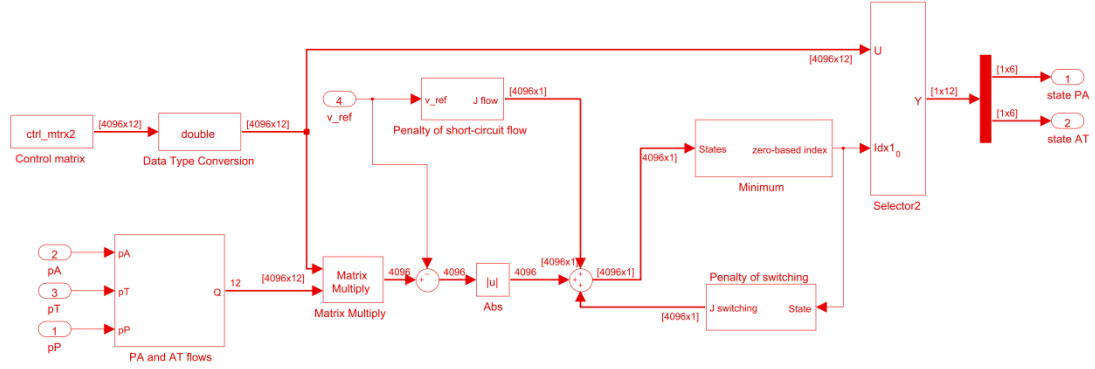 [4096x12]
U
[1x6]
1
state PA
4
v_ref
v_ref
J flow
[4096x1]
Penalty of short-circuit flow
[1x12]
Y
ctrl_mtrx2
[4096x12]
double
[4096x12]
Control matrix
Data Type Conversion
[1x6]
2
state AT
States
zero-based index
[4096x1]
Minimum
Idx1
0
Selector2
2
pA
pA
3
pT
pT
1
pP
pP
Q
12
PA and AT flows
[4096x12]
Matrix
Multiply
Matrix Multiply
4096
+
−
4096
|u|
Abs
4096
[4096x1]
+
+
+
[4096x1]
Penalty of switching
J switching
State
[4096x1]